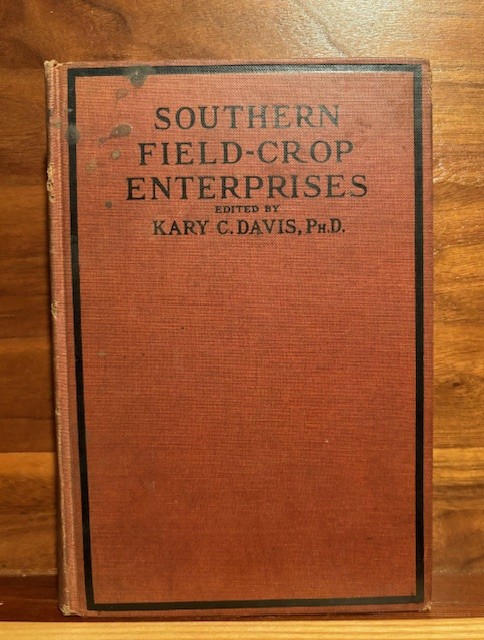 SOUTHERN
FIELD-CROP
ENTERPRISES
EDITED BY
KARY C. DAVIS, PH.D.